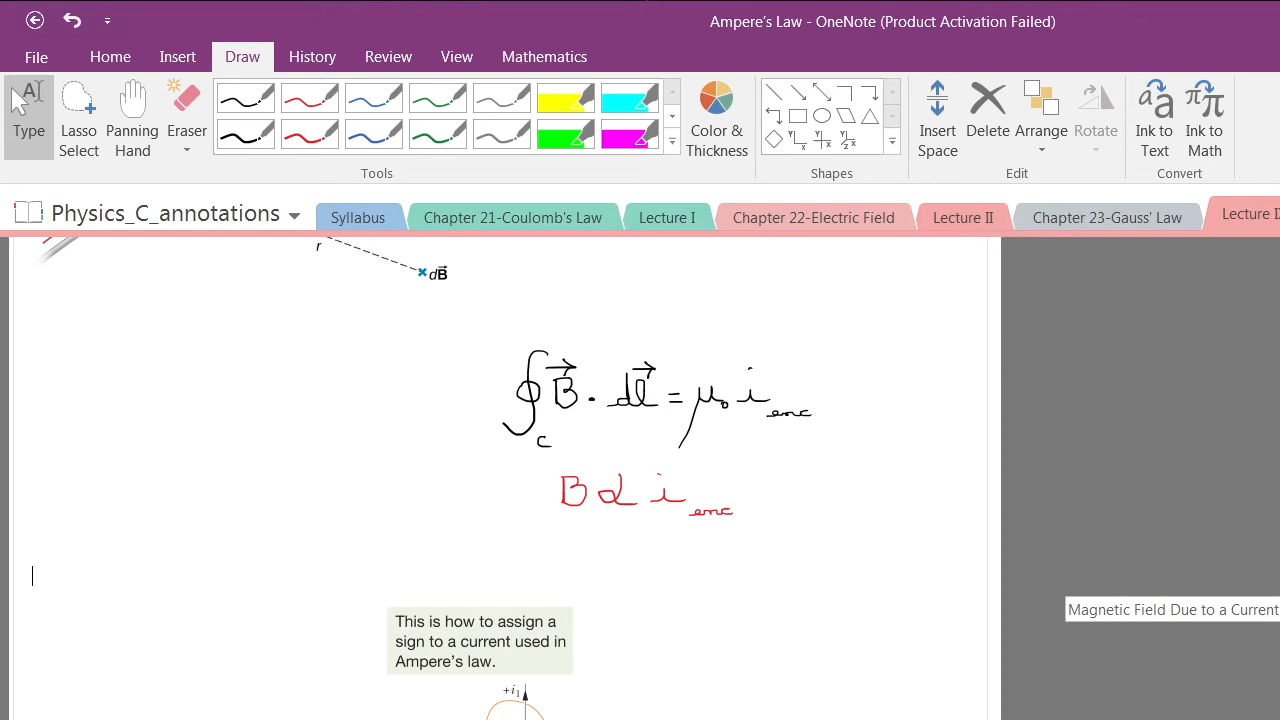 Ampere's Law - OneNote (Product Activation Failed)
File Home Insert Draw History Review View Mathematics
Type Lasso Select Panning Hand Eraser Color & Thickness Insert Space Delete Arrange Rotate Ink to Text Ink to Math
Tools Shapes Edit Convert
Physics_C_annotations Syllabus Chapter 21-Coulomb's Law Lecture I Chapter 22-Electric Field Lecture II Chapter 23-Gauss' Law Lecture I
r
dB⃗
∮_C B⃗ · dl⃗ = μ₀ i_enc
B α i_enc
Magnetic Field Due to a Current
This is how to assign a
sign to a current used in
Ampere's law.
+i₁